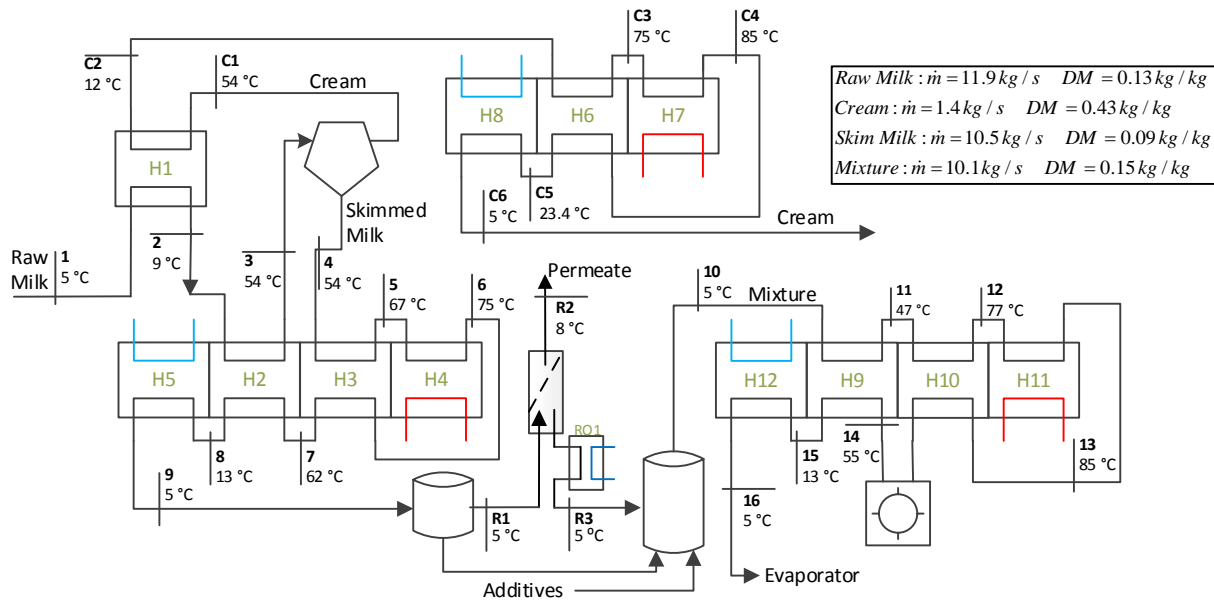 C3
75 °C
C4
85 °C
C2
12 °C
C1
54 °C
Cream
H8
H6
H7
Raw Milk : ṁ = 11.9 kg / s DM = 0.13 kg / kg
Cream : ṁ = 1.4 kg / s DM = 0.43 kg / kg
Skim Milk : ṁ = 10.5 kg / s DM = 0.09 kg / kg
Mixture : ṁ = 10.1 kg / s DM = 0.15 kg / kg
H1
C6
5 °C
C5
23.4 °C
Cream
Skimmed
Milk
Raw
Milk
1
5 °C
2
9 °C
3
54 °C
4
54 °C
5
67 °C
6
75 °C
Permeate
R2
8 °C
10
5 °C
Mixture
11
47 °C
12
77 °C
H5
H2
H3
H4
H12
H9
H10
H11
RO1
9
5 °C
8
13 °C
7
62 °C
R1
5 °C
R3
5 °C
16
5 °C
15
13 °C
14
55 °C
13
85 °C
Additives
Evaporator